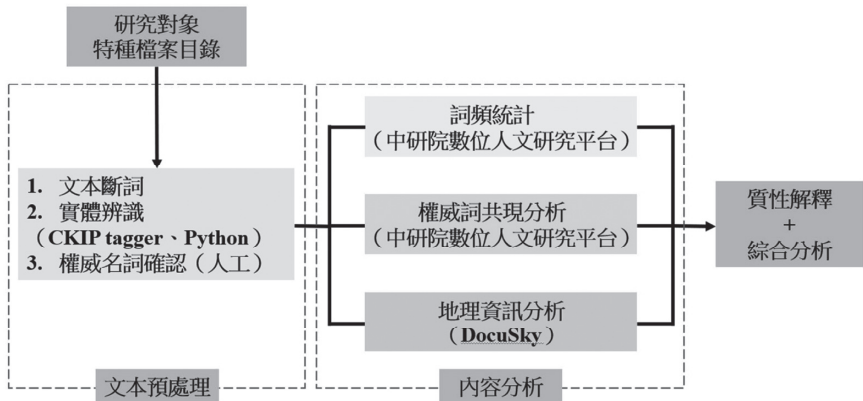 研究對象
特種檔案目錄
1. 文本斷詞
2. 實體辨識
（CKIP tagger、Python）
3. 權威名詞確認（人工）
文本預處理
詞頻統計
（中研院數位人文研究平台）
權威詞共現分析
（中研院數位人文研究平台）
地理資訊分析
（DocuSky）
內容分析
質性解釋
+
綜合分析